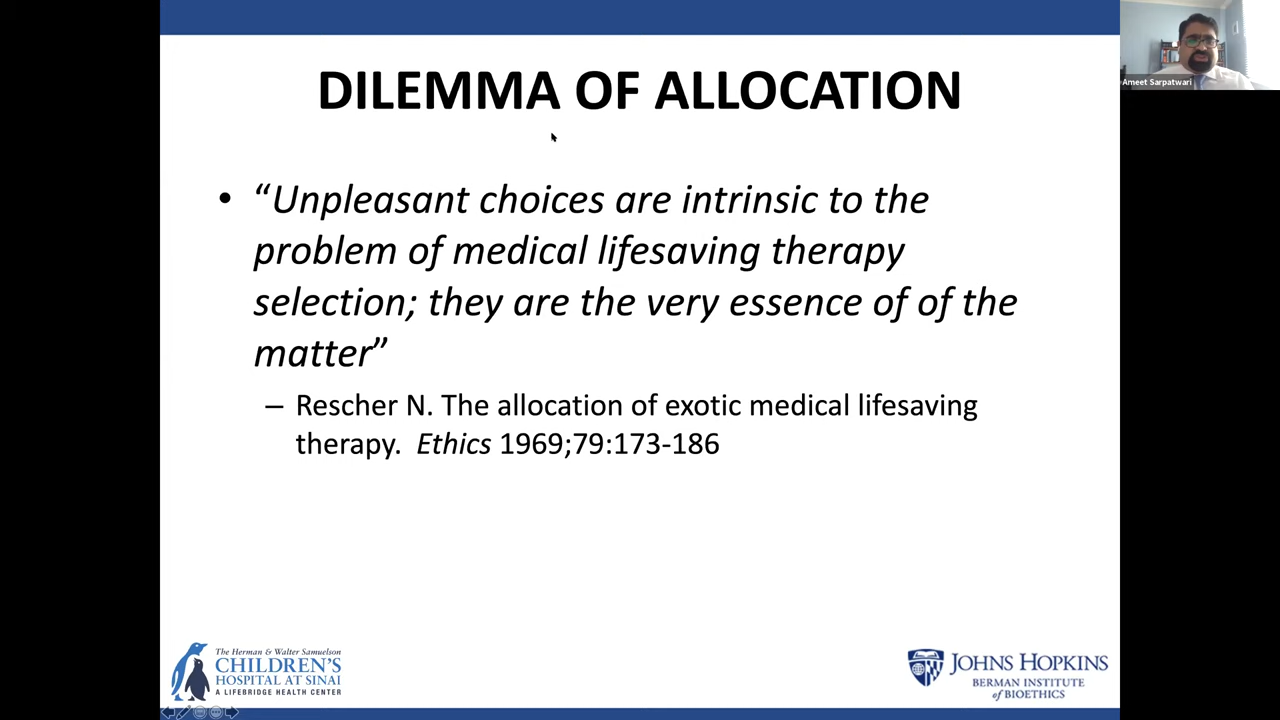 DILEMMA OF ALLOCATION
Ameet Sarpatwari
• “Unpleasant choices are intrinsic to the
problem of medical lifesaving therapy
selection; they are the very essence of of the
matter”
– Rescher N. The allocation of exotic medical lifesaving
therapy. Ethics 1969;79:173-186
The Herman & Walter Samuelson
CHILDREN'S
HOSPITAL AT SINAI
A LIFEBRIDGE HEALTH CENTER
JOHNS HOPKINS
BERMAN INSTITUTE
of BIOETHICS